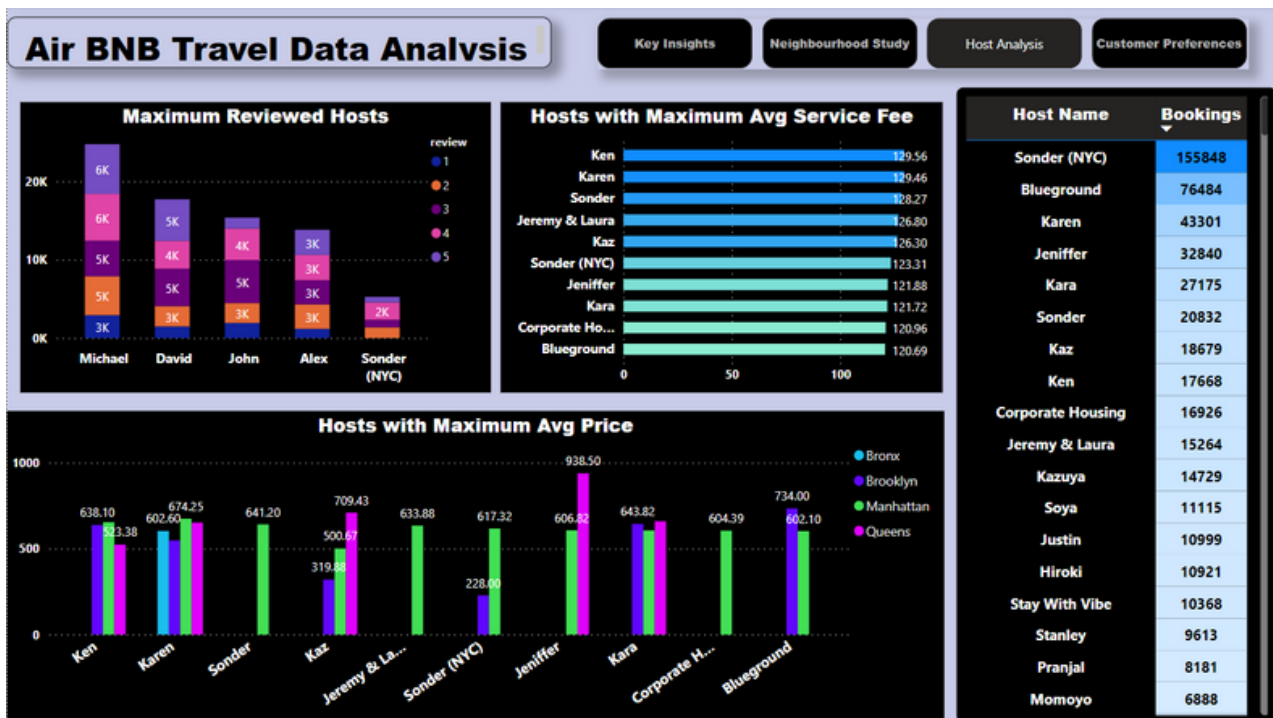 Air BNB Travel Data Analysis
Key Insights
Neighbourhood Study
Host Analysis
Customer Preferences
Maximum Reviewed Hosts
review
1
2
3
4
5
20K
10K
0K
6K
6K
5K
5K
3K
5K
4K
5K
3K
4K
5K
3K
3K
3K
3K
3K
2K
Michael
David
John
Alex
Sonder
(NYC)
Hosts with Maximum Avg Service Fee
Ken 129.56
Karen 129.46
Sonder 128.27
Jeremy & Laura 126.80
Kaz 126.30
Sonder (NYC) 123.31
Jeniffer 121.88
Kara 121.72
Corporate Ho... 120.96
Blueground 120.69
0 50 100
Hosts with Maximum Avg Price
Bronx
Brooklyn
Manhattan
Queens
1000
500
0
638.10
523.38
602.60
674.25
641.20
319.88
500.67
709.43
633.88
228.00
617.32
606.82
938.50
643.82
604.39
734.00
602.10
Ken
Karen
Sonder
Kaz
Jeremy & La...
Sonder (NYC)
Jeniffer
Kara
Corporate H...
Blueground
Host Name Bookings
Sonder (NYC) 155848
Blueground 76484
Karen 43301
Jeniffer 32840
Kara 27175
Sonder 20832
Kaz 18679
Ken 17668
Corporate Housing 16926
Jeremy & Laura 15264
Kazuya 14729
Soya 11115
Justin 10999
Hiroki 10921
Stay With Vibe 10368
Stanley 9613
Pranjal 8181
Momoyo 6888